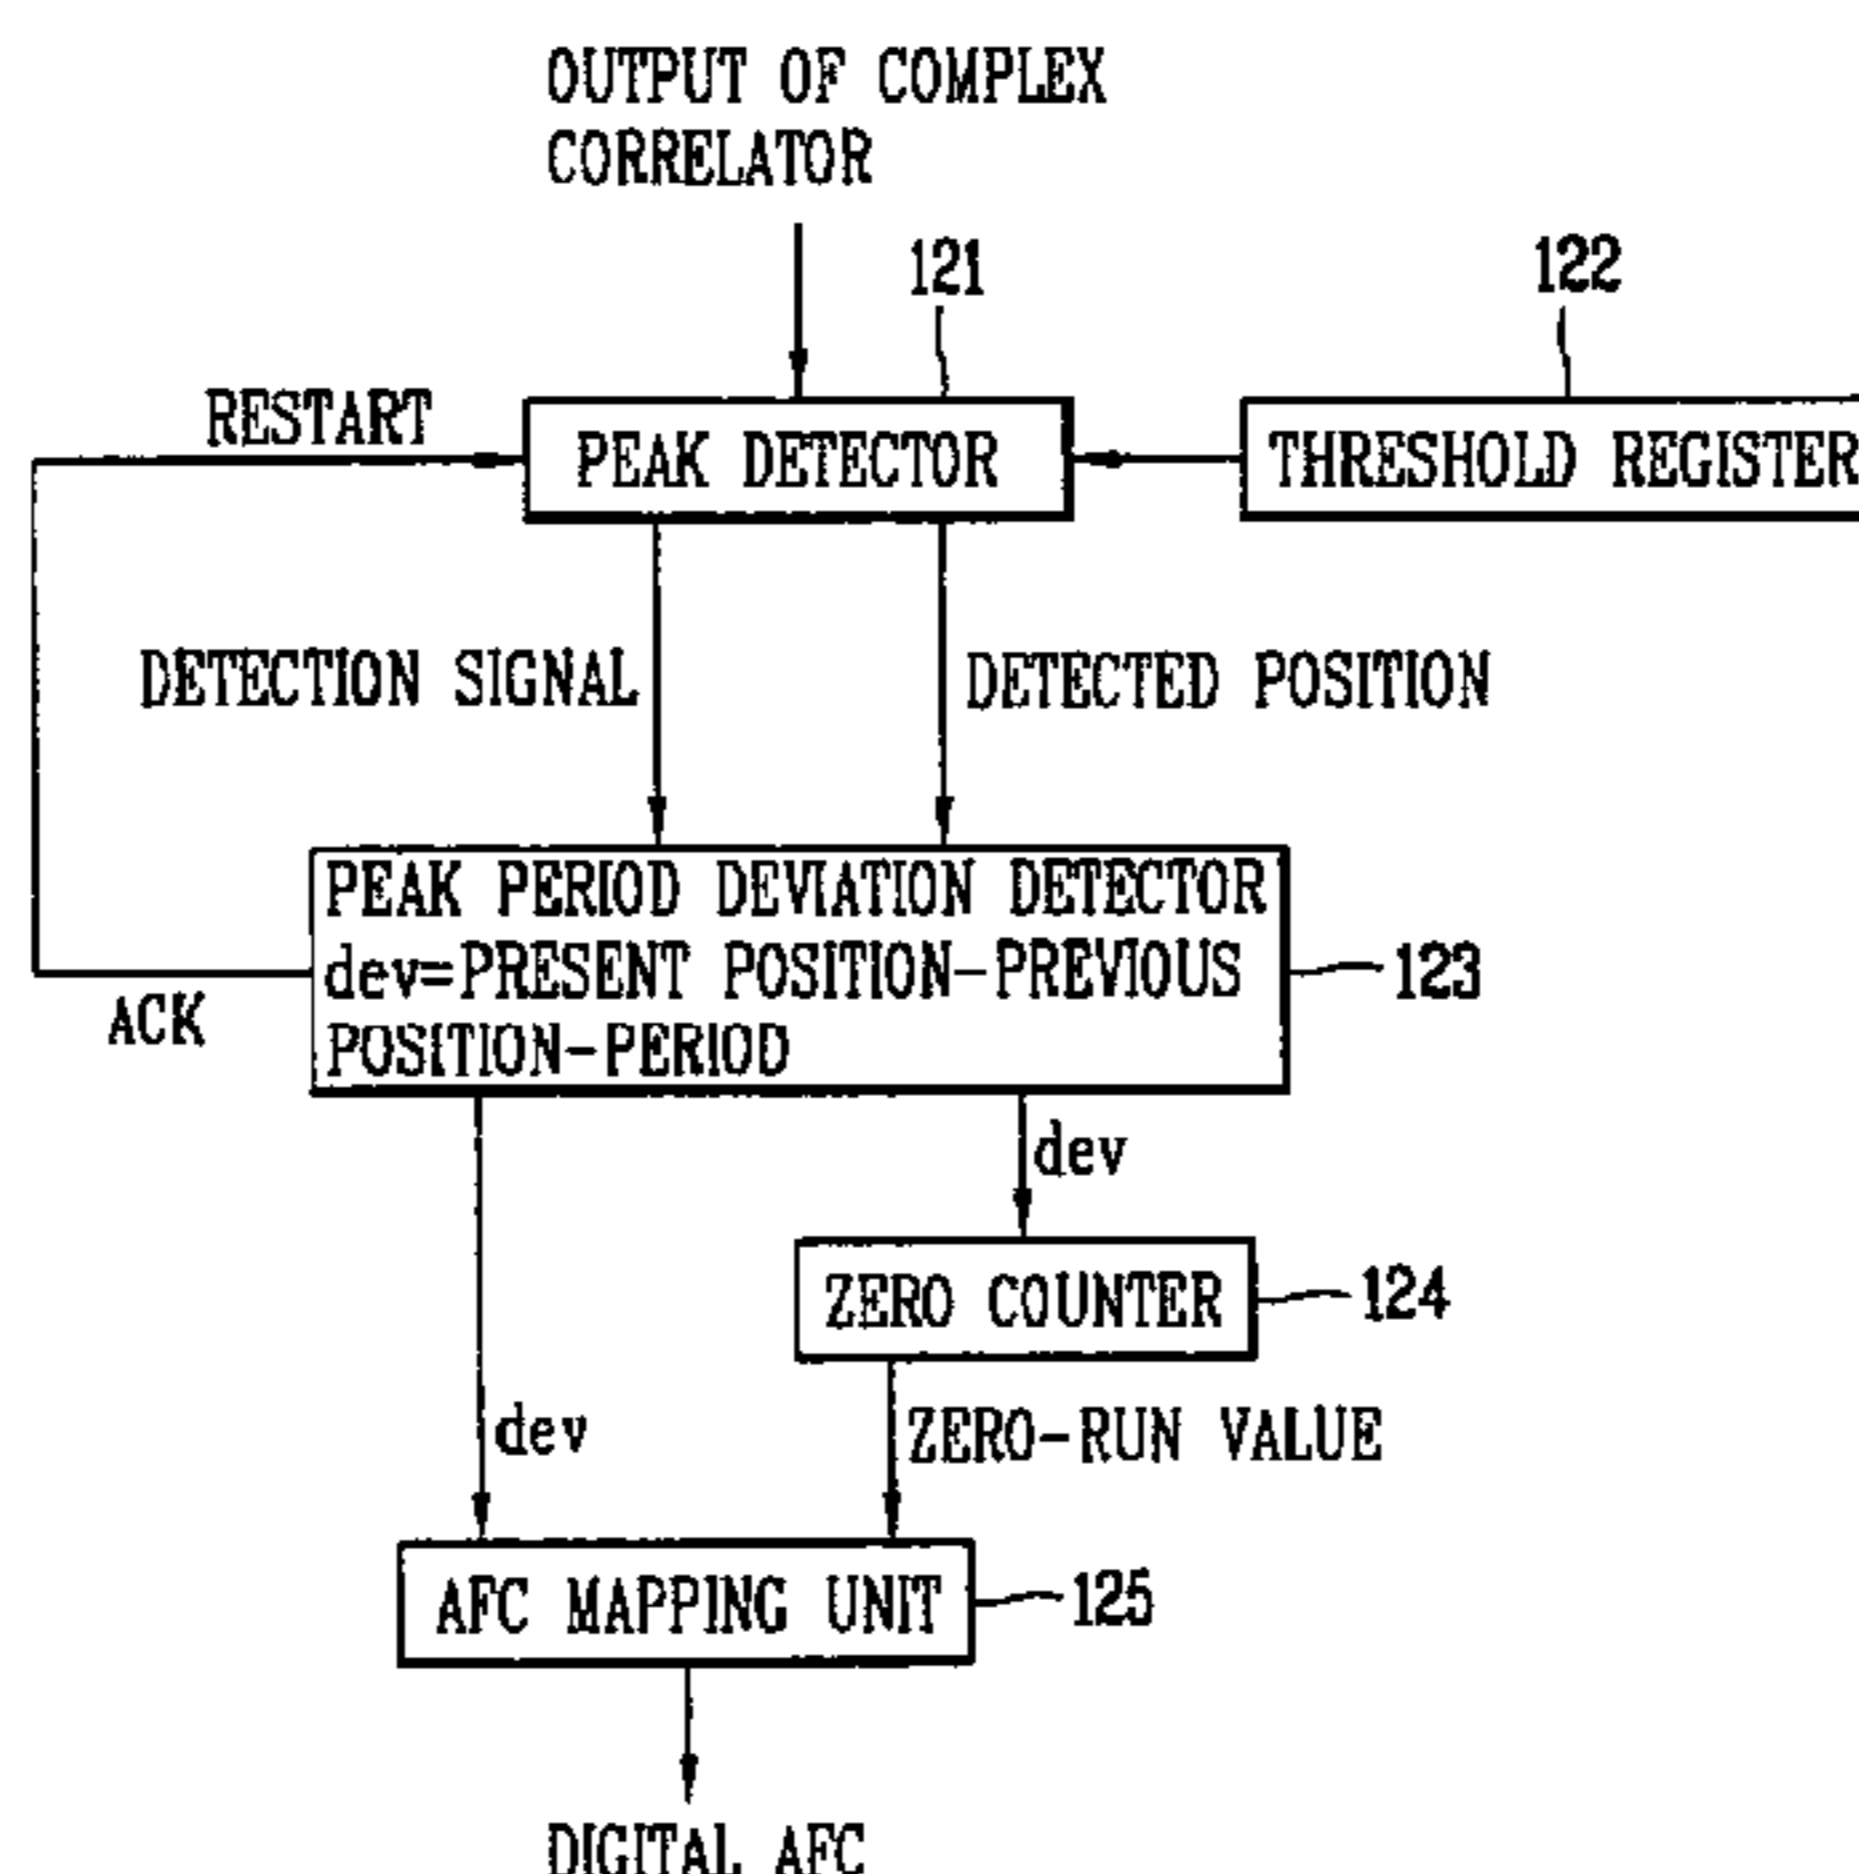 OUTPUT OF COMPLEX
CORRELATOR
121
122
RESTART
PEAK DETECTOR
THRESHOLD REGISTER
DETECTION SIGNAL
DETECTED POSITION
PEAK PERIOD DEVIATION DETECTOR
dev=PRESENT POSITION-PREVIOUS
POSITION-PERIOD
123
ACK
dev
ZERO COUNTER
124
dev
ZERO-RUN VALUE
AFC MAPPING UNIT
125
DIGITAL AFC